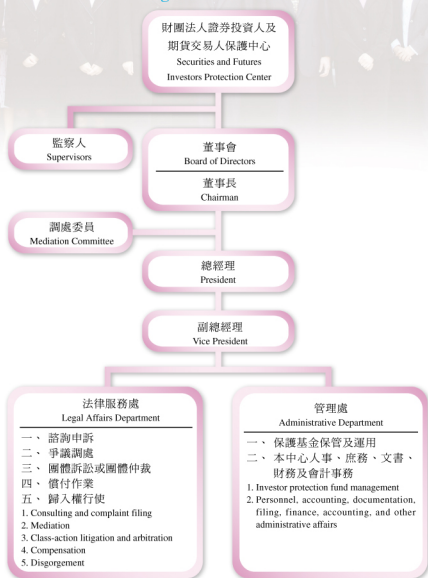 財團法人證券投資人及
期貨交易人保護中心
Securities and Futures
Investors Protection Center
監察人
Supervisors
董事會
Board of Directors
董事長
Chairman
調處委員
Mediation Committee
總經理
President
副總經理
Vice President
法律服務處
Legal Affairs Department
一、 諮詢申訴
二、 爭議調處
三、 團體訴訟或團體仲裁
四、 償付作業
五、 歸入權行使
1. Consulting and complaint filing
2. Mediation
3. Class-action litigation and arbitration
4. Compensation
5. Disgorgement
管理處
Administrative Department
一、 保護基金保管及運用
二、 本中心人事、庶務、文書、
財務及會計事務
1. Investor protection fund management
2. Personnel, accounting, documentation,
filing, finance, accounting, and other
administrative affairs